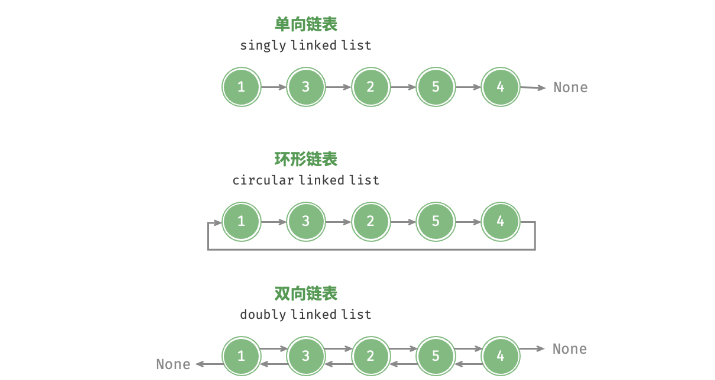 单向链表
singly linked list
1 3 2 5 4 None
环形链表
circular linked list
1 3 2 5 4
双向链表
doubly linked list
None
1 3 2 5 4
None